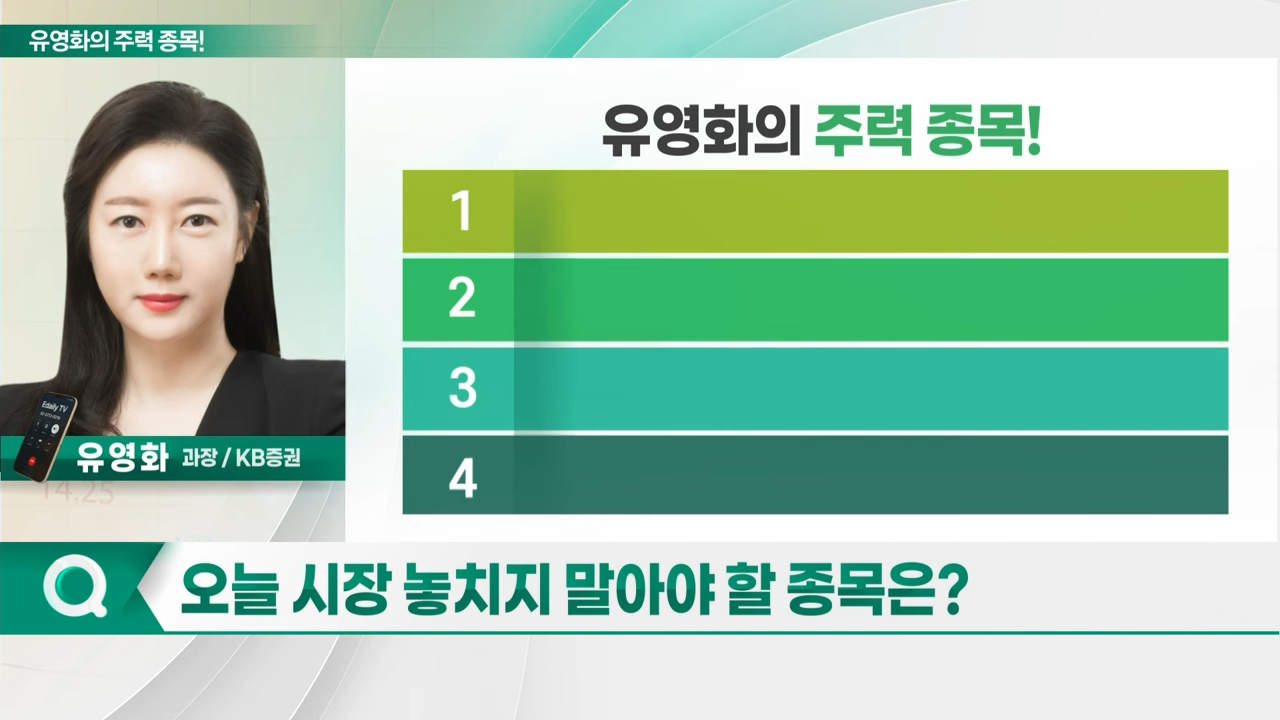 유영화의 주력 종목!
유영화의 주력 종목!
1
2
3
4
Edaily TV
유영화 과장 / KB증권
14.25
오늘 시장 놓치지 말아야 할 종목은?